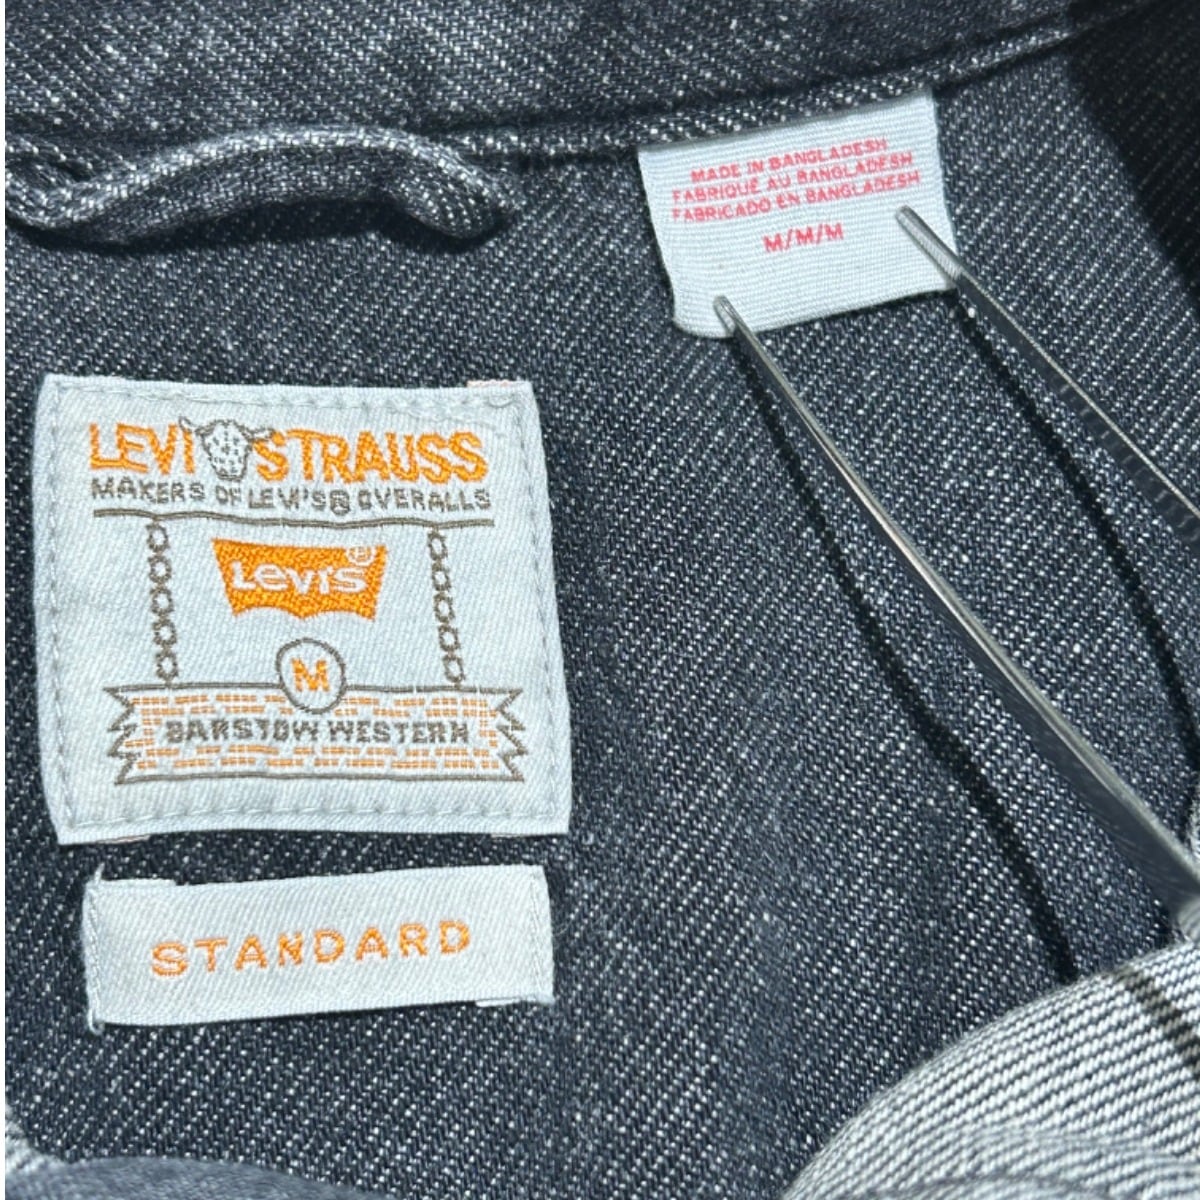 MADE IN BANGLADESH
FABRIQUÉ AU BANGLADESH
FABRICADO EN BANGLADESH
M/M/M
LEVI STRAUSS
MAKERS OF LEVI'S® OVERALLS
Levi's®
M
BARSTOW WESTERN
STANDARD